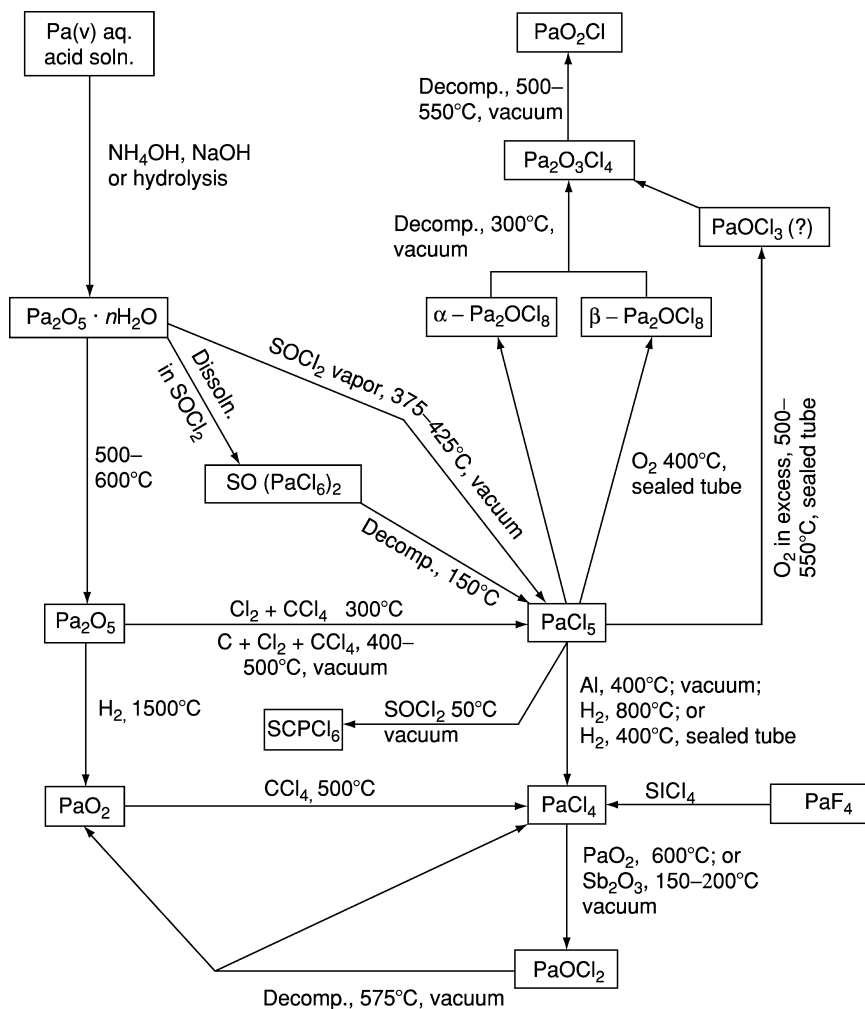 Pa(v) aq.
acid soln.
PaO₂Cl
Decomp., 500–
550°C, vacuum
NH₄OH, NaOH
or hydrolysis
Pa₂O₃Cl₄
Decomp., 300°C,
vacuum
PaOCl₃ (?)
Pa₂O₅ · nH₂O
α – Pa₂OCl₈
β – Pa₂OCl₈
Dissoln.
in SOCl₂
SOCl₂ vapor, 375–425°C, vacuum
500–
600°C
SO (PaCl₆)₂
O₂ 400°C,
sealed tube
O₂ in excess, 500–
550°C, sealed tube
Decomp., 150°C
Pa₂O₅
Cl₂ + CCl₄ 300°C
C + Cl₂ + CCl₄, 400–
500°C, vacuum
PaCl₅
H₂, 1500°C
SCPCl₆
SOCl₂ 50°C
vacuum
Al, 400°C; vacuum;
H₂, 800°C; or
H₂, 400°C, sealed tube
PaO₂
CCl₄, 500°C
PaCl₄
SICl₄
PaF₄
PaO₂, 600°C; or
Sb₂O₃, 150–200°C
vacuum
PaOCl₂
Decomp., 575°C, vacuum